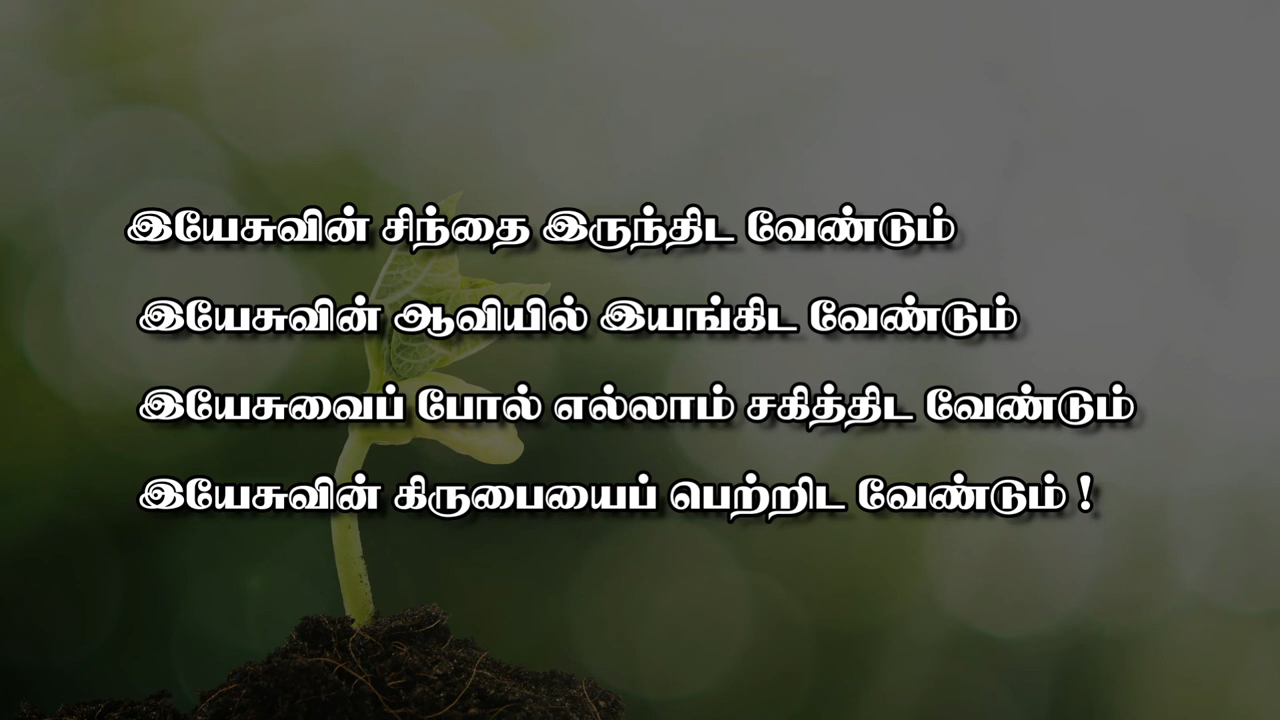 இயேசுவின் சிந்தை இருந்திட வேண்டும்
இயேசுவின் ஆவியில் இயங்கிட வேண்டும்
இயேசுவைப் போல் எல்லாம் சகித்திட வேண்டும்
இயேசுவின் கிருபையைப் பெற்றிட வேண்டும் !